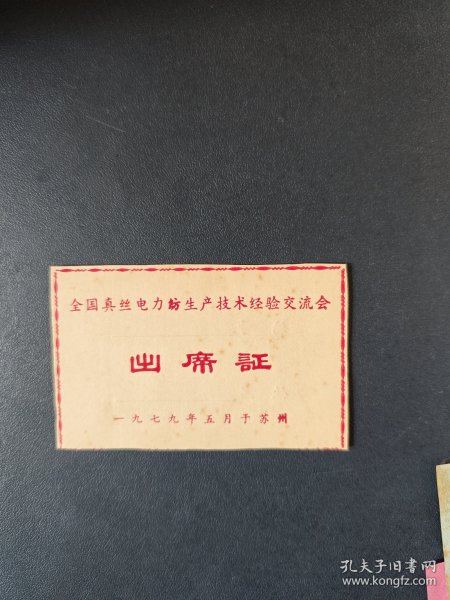 全国真丝电力纺生产技术经验交流会
出席証
一九七九年五月于苏州
孔夫子旧書网
www.kongfz.com